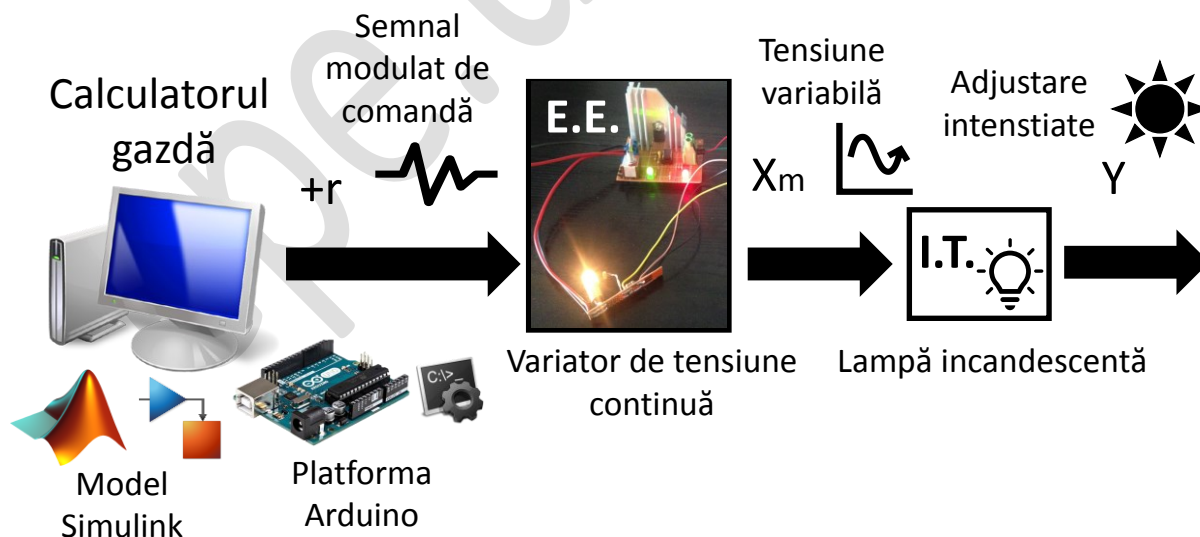 Semnal
modulat de
comandă
Tensiune
variabilă
Adjustare
intenstiate
Calculatorul
gazdă
+r
E.E.
Xm
Y
I.T.
Variator de tensiune
continuă
Lampă incandescentă
C:\>
Model
Simulink
Platforma
Arduino